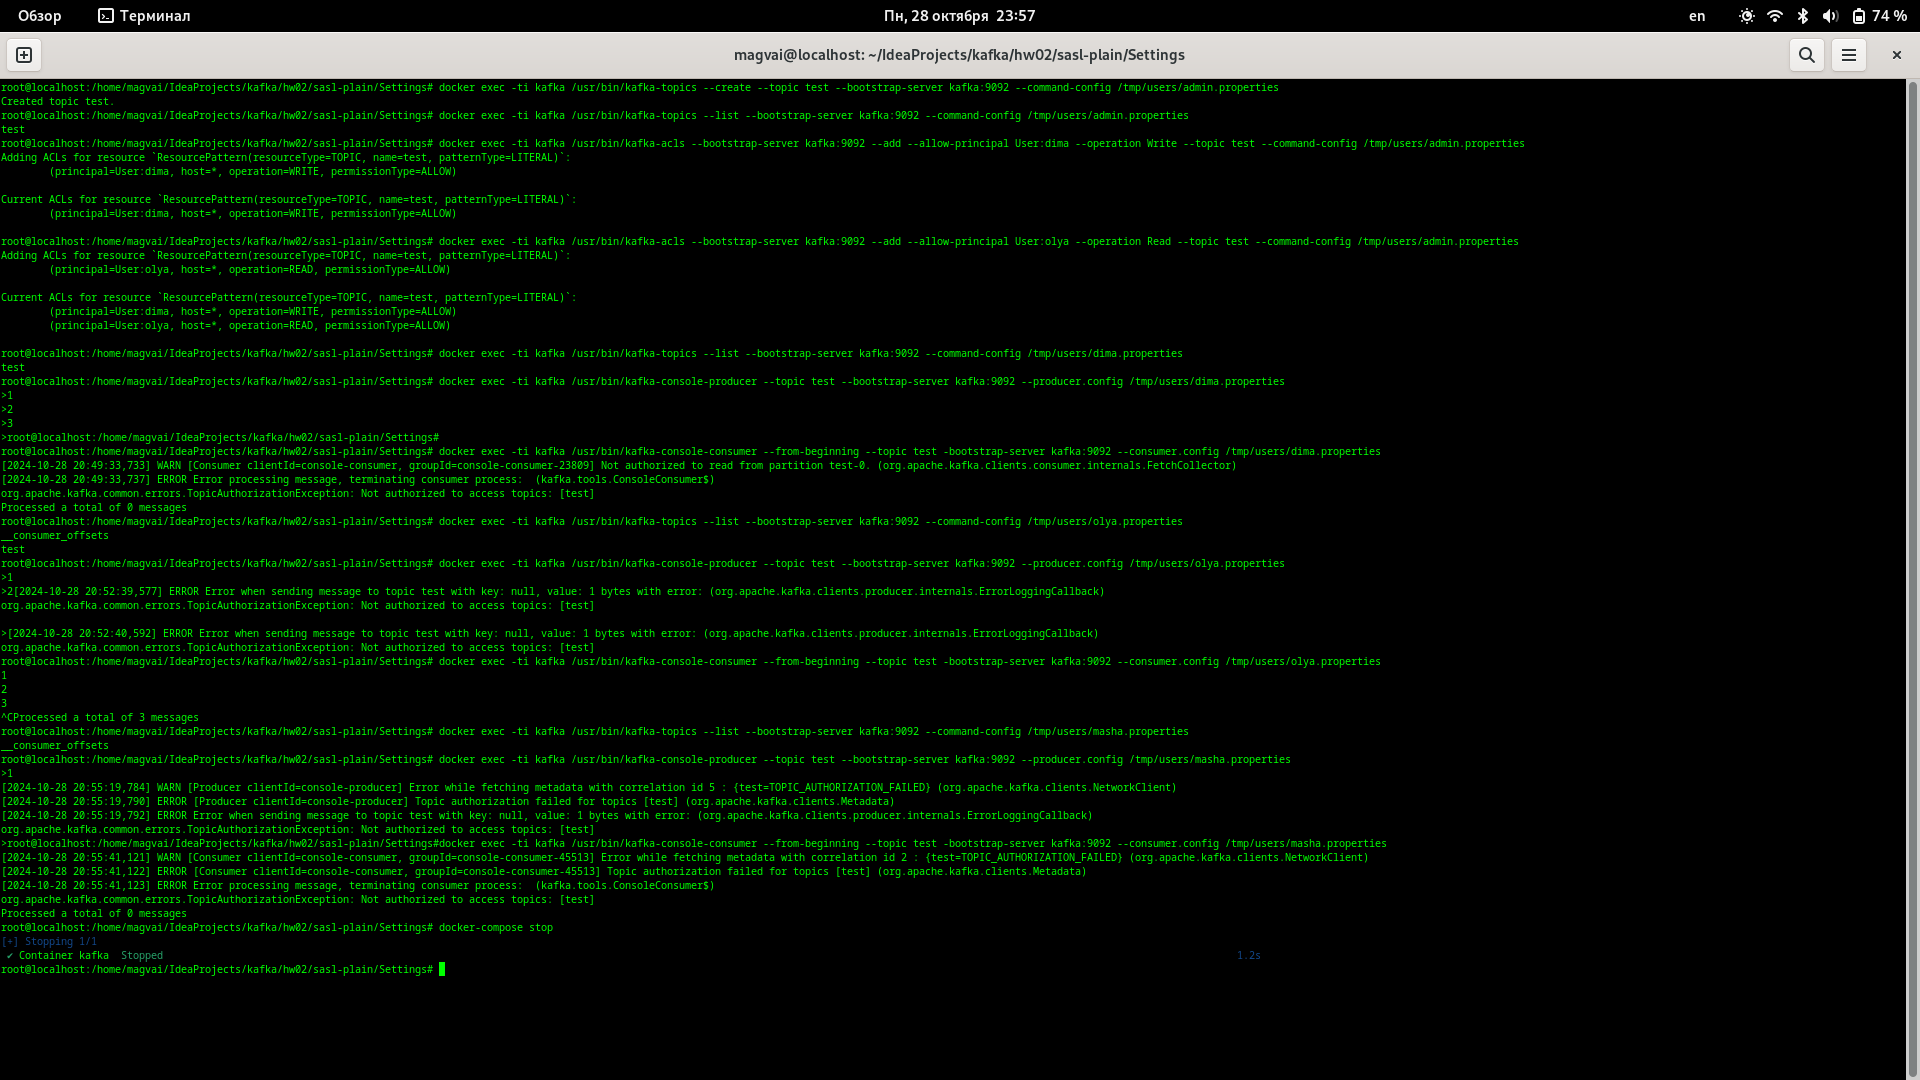 Обзор Терминал Пн, 28 октября 23:57 en 74 %
magvai@localhost: ~/IdeaProjects/kafka/hw02/sasl-plain/Settings
root@localhost:/home/magvai/IdeaProjects/kafka/hw02/sasl-plain/Settings# docker exec -ti kafka /usr/bin/kafka-topics --create --topic test --bootstrap-server kafka:9092 --command-config /tmp/users/admin.properties
Created topic test.
root@localhost:/home/magvai/IdeaProjects/kafka/hw02/sasl-plain/Settings# docker exec -ti kafka /usr/bin/kafka-topics --list --bootstrap-server kafka:9092 --command-config /tmp/users/admin.properties
test
root@localhost:/home/magvai/IdeaProjects/kafka/hw02/sasl-plain/Settings# docker exec -ti kafka /usr/bin/kafka-acls --bootstrap-server kafka:9092 --add --allow-principal User:dima --operation Write --topic test --command-config /tmp/users/admin.properties
Adding ACLs for resource `ResourcePattern(resourceType=TOPIC, name=test, patternType=LITERAL)`:
(principal=User:dima, host=*, operation=WRITE, permissionType=ALLOW)
Current ACLs for resource `ResourcePattern(resourceType=TOPIC, name=test, patternType=LITERAL)`:
(principal=User:dima, host=*, operation=WRITE, permissionType=ALLOW)
root@localhost:/home/magvai/IdeaProjects/kafka/hw02/sasl-plain/Settings# docker exec -ti kafka /usr/bin/kafka-acls --bootstrap-server kafka:9092 --add --allow-principal User:olya --operation Read --topic test --command-config /tmp/users/admin.properties
Adding ACLs for resource `ResourcePattern(resourceType=TOPIC, name=test, patternType=LITERAL)`:
(principal=User:olya, host=*, operation=READ, permissionType=ALLOW)
Current ACLs for resource `ResourcePattern(resourceType=TOPIC, name=test, patternType=LITERAL)`:
(principal=User:dima, host=*, operation=WRITE, permissionType=ALLOW)
(principal=User:olya, host=*, operation=READ, permissionType=ALLOW)
root@localhost:/home/magvai/IdeaProjects/kafka/hw02/sasl-plain/Settings# docker exec -ti kafka /usr/bin/kafka-topics --list --bootstrap-server kafka:9092 --command-config /tmp/users/dima.properties
test
root@localhost:/home/magvai/IdeaProjects/kafka/hw02/sasl-plain/Settings# docker exec -ti kafka /usr/bin/kafka-console-producer --topic test --bootstrap-server kafka:9092 --producer.config /tmp/users/dima.properties
>1
>2
>3
>root@localhost:/home/magvai/IdeaProjects/kafka/hw02/sasl-plain/Settings#
root@localhost:/home/magvai/IdeaProjects/kafka/hw02/sasl-plain/Settings# docker exec -ti kafka /usr/bin/kafka-console-consumer --from-beginning --topic test -bootstrap-server kafka:9092 --consumer.config /tmp/users/dima.properties
[2024-10-28 20:49:33,733] WARN [Consumer clientId=console-consumer, groupId=console-consumer-23809] Not authorized to read from partition test-0. (org.apache.kafka.clients.consumer.internals.FetchCollector)
[2024-10-28 20:49:33,737] ERROR Error processing message, terminating consumer process:  (kafka.tools.ConsoleConsumer$)
org.apache.kafka.common.errors.TopicAuthorizationException: Not authorized to access topics: [test]
Processed a total of 0 messages
root@localhost:/home/magvai/IdeaProjects/kafka/hw02/sasl-plain/Settings# docker exec -ti kafka /usr/bin/kafka-topics --list --bootstrap-server kafka:9092 --command-config /tmp/users/olya.properties
__consumer_offsets
test
root@localhost:/home/magvai/IdeaProjects/kafka/hw02/sasl-plain/Settings# docker exec -ti kafka /usr/bin/kafka-console-producer --topic test --bootstrap-server kafka:9092 --producer.config /tmp/users/olya.properties
>1
>2[2024-10-28 20:52:39,577] ERROR Error when sending message to topic test with key: null, value: 1 bytes with error: (org.apache.kafka.clients.producer.internals.ErrorLoggingCallback)
org.apache.kafka.common.errors.TopicAuthorizationException: Not authorized to access topics: [test]
>[2024-10-28 20:52:40,592] ERROR Error when sending message to topic test with key: null, value: 1 bytes with error: (org.apache.kafka.clients.producer.internals.ErrorLoggingCallback)
org.apache.kafka.common.errors.TopicAuthorizationException: Not authorized to access topics: [test]
root@localhost:/home/magvai/IdeaProjects/kafka/hw02/sasl-plain/Settings# docker exec -ti kafka /usr/bin/kafka-console-consumer --from-beginning --topic test -bootstrap-server kafka:9092 --consumer.config /tmp/users/olya.properties
1
2
3
^CProcessed a total of 3 messages
root@localhost:/home/magvai/IdeaProjects/kafka/hw02/sasl-plain/Settings# docker exec -ti kafka /usr/bin/kafka-topics --list --bootstrap-server kafka:9092 --command-config /tmp/users/masha.properties
__consumer_offsets
root@localhost:/home/magvai/IdeaProjects/kafka/hw02/sasl-plain/Settings# docker exec -ti kafka /usr/bin/kafka-console-producer --topic test --bootstrap-server kafka:9092 --producer.config /tmp/users/masha.properties
>1
[2024-10-28 20:55:19,784] WARN [Producer clientId=console-producer] Error while fetching metadata with correlation id 5 : {test=TOPIC_AUTHORIZATION_FAILED} (org.apache.kafka.clients.NetworkClient)
[2024-10-28 20:55:19,790] ERROR [Producer clientId=console-producer] Topic authorization failed for topics [test] (org.apache.kafka.clients.Metadata)
[2024-10-28 20:55:19,792] ERROR Error when sending message to topic test with key: null, value: 1 bytes with error: (org.apache.kafka.clients.producer.internals.ErrorLoggingCallback)
org.apache.kafka.common.errors.TopicAuthorizationException: Not authorized to access topics: [test]
>root@localhost:/home/magvai/IdeaProjects/kafka/hw02/sasl-plain/Settings#docker exec -ti kafka /usr/bin/kafka-console-consumer --from-beginning --topic test -bootstrap-server kafka:9092 --consumer.config /tmp/users/masha.properties
[2024-10-28 20:55:41,121] WARN [Consumer clientId=console-consumer, groupId=console-consumer-45513] Error while fetching metadata with correlation id 2 : {test=TOPIC_AUTHORIZATION_FAILED} (org.apache.kafka.clients.NetworkClient)
[2024-10-28 20:55:41,122] ERROR [Consumer clientId=console-consumer, groupId=console-consumer-45513] Topic authorization failed for topics [test] (org.apache.kafka.clients.Metadata)
[2024-10-28 20:55:41,123] ERROR Error processing message, terminating consumer process:  (kafka.tools.ConsoleConsumer$)
org.apache.kafka.common.errors.TopicAuthorizationException: Not authorized to access topics: [test]
Processed a total of 0 messages
root@localhost:/home/magvai/IdeaProjects/kafka/hw02/sasl-plain/Settings# docker-compose stop
[+] Stopping 1/1
✔ Container kafka  Stopped 1.2s
root@localhost:/home/magvai/IdeaProjects/kafka/hw02/sasl-plain/Settings#